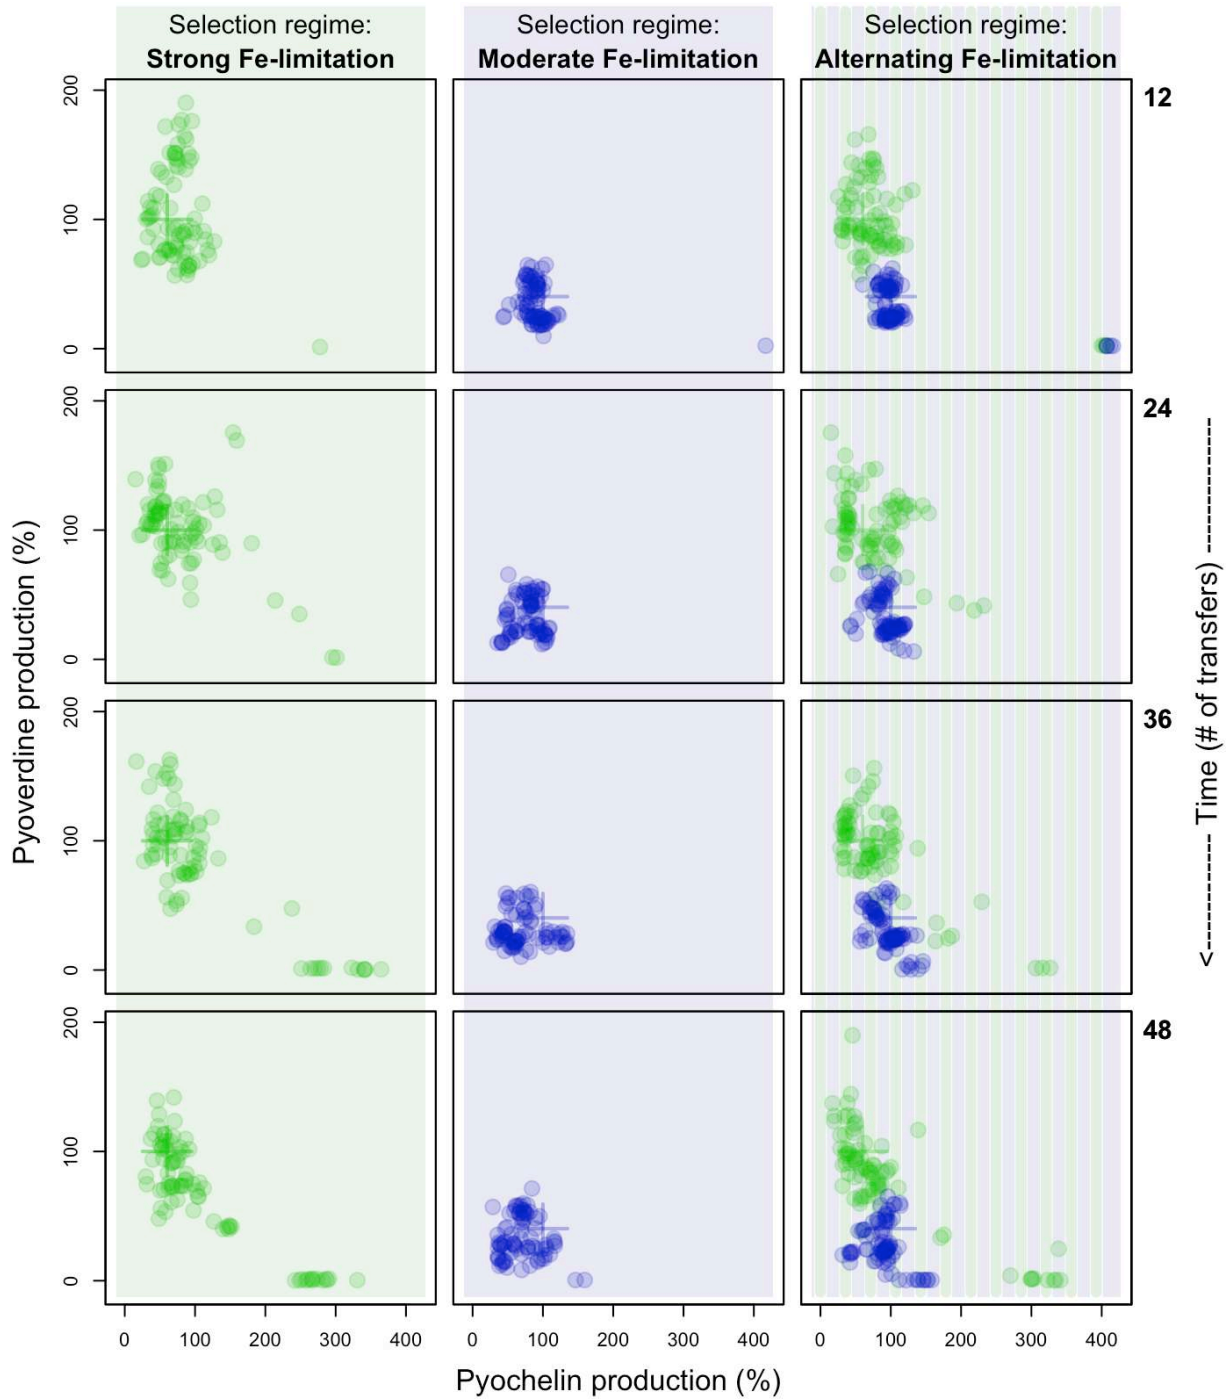 Selection regime:
Strong Fe-limitation
Selection regime:
Moderate Fe-limitation
Selection regime:
Alternating Fe-limitation
12
200
100
0
24
200
100
0
36
200
100
0
48
200
100
0
Pyoverdine production (%)
<----------- Time (# of transfers) -----------
0 100 200 300 400
0 100 200 300 400
0 100 200 300 400
Pyochelin production (%)